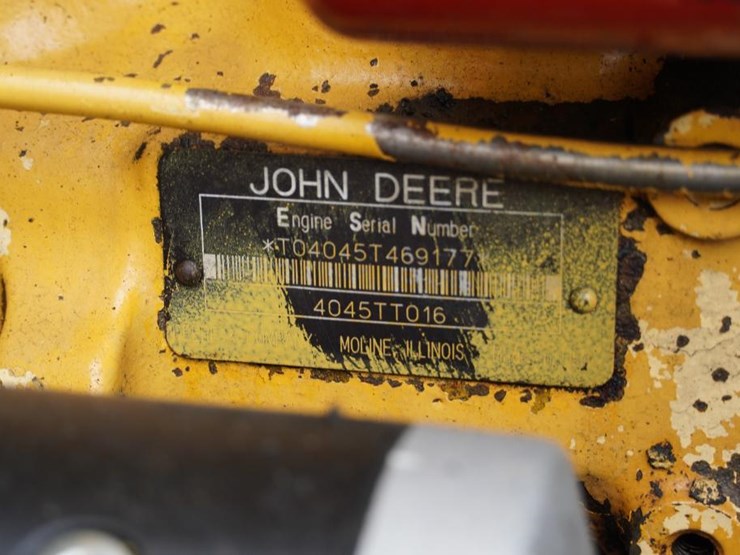 JOHN DEERE
Engine Serial Number
*T04045T469177*
4045TT016
MOLINE, ILLINOIS